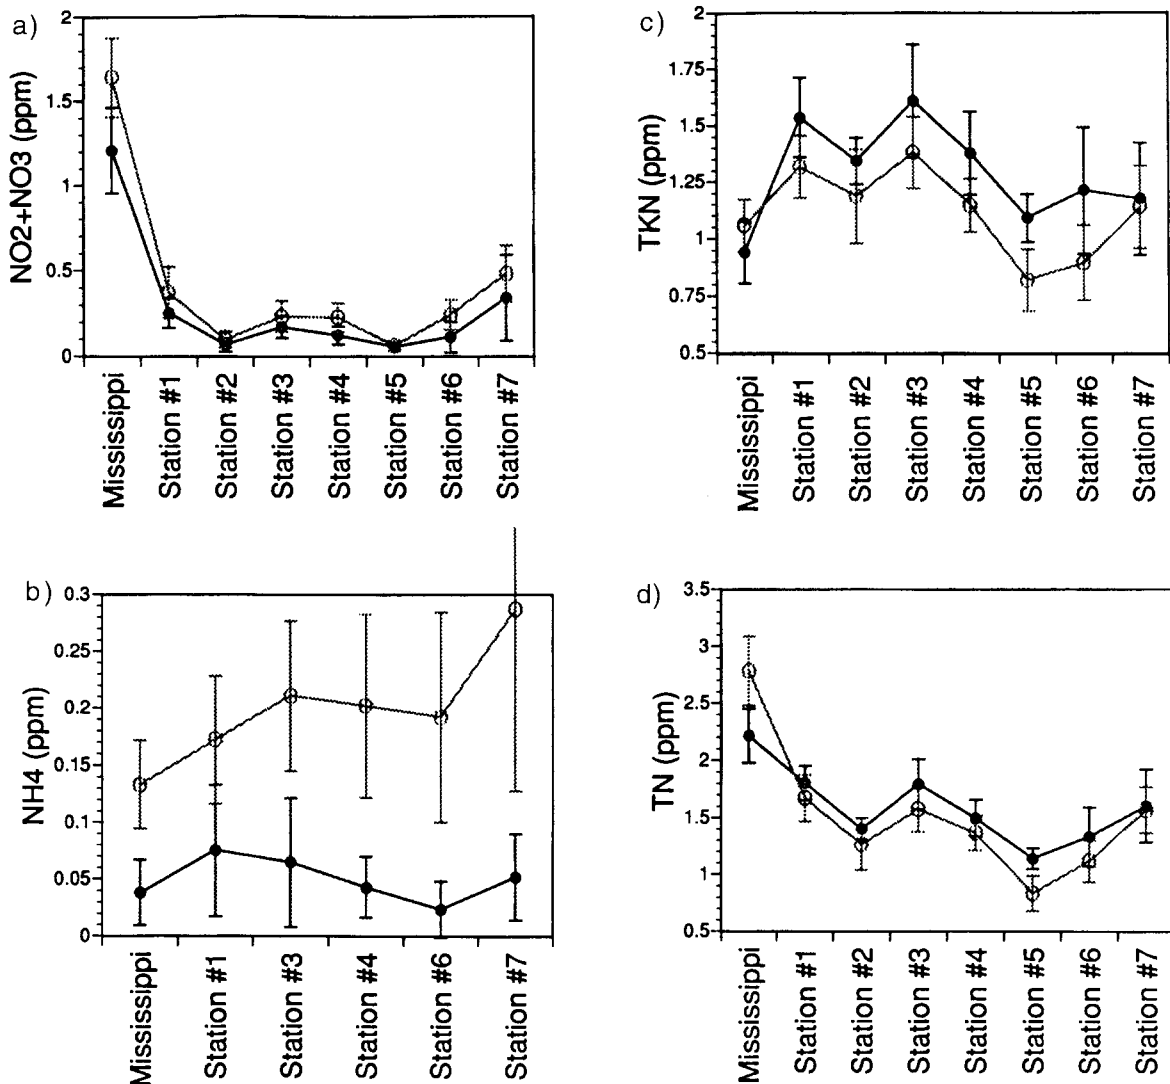 a)
NO2+NO3 (ppm)
2
1.5
1
0.5
0
Mississippi
Station #1
Station #2
Station #3
Station #4
Station #5
Station #6
Station #7
c)
TKN (ppm)
2
1.75
1.5
1.25
1
0.75
0.5
Mississippi
Station #1
Station #2
Station #3
Station #4
Station #5
Station #6
Station #7
b)
NH4 (ppm)
0.3
0.25
0.2
0.15
0.1
0.05
0
Mississippi
Station #1
Station #3
Station #4
Station #6
Station #7
d)
TN (ppm)
3.5
3
2.5
2
1.5
1
0.5
Mississippi
Station #1
Station #2
Station #3
Station #4
Station #5
Station #6
Station #7